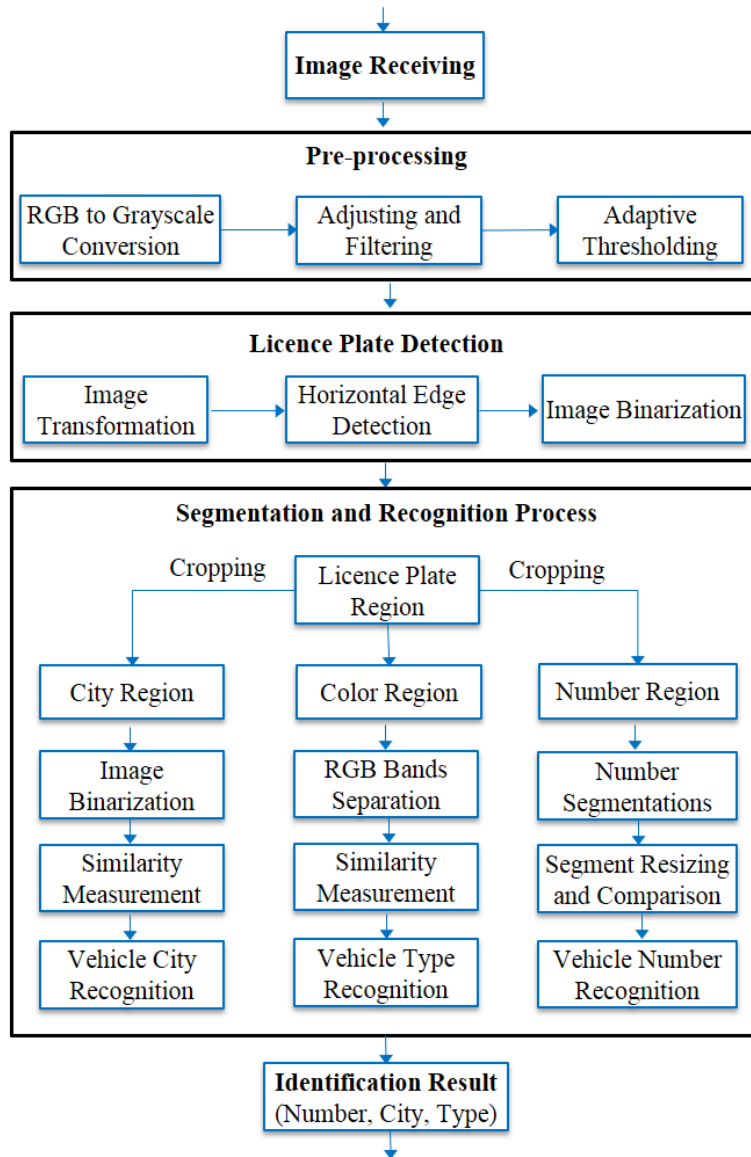 Image Receiving
Pre-processing
RGB to Grayscale
Conversion
Adjusting and
Filtering
Adaptive
Thresholding
Licence Plate Detection
Image
Transformation
Horizontal Edge
Detection
Image Binarization
Segmentation and Recognition Process
Cropping
Licence Plate
Region
Cropping
City Region
Color Region
Number Region
Image
Binarization
RGB Bands
Separation
Number
Segmentations
Similarity
Measurement
Similarity
Measurement
Segment Resizing
and Comparison
Vehicle City
Recognition
Vehicle Type
Recognition
Vehicle Number
Recognition
Identification Result
(Number, City, Type)